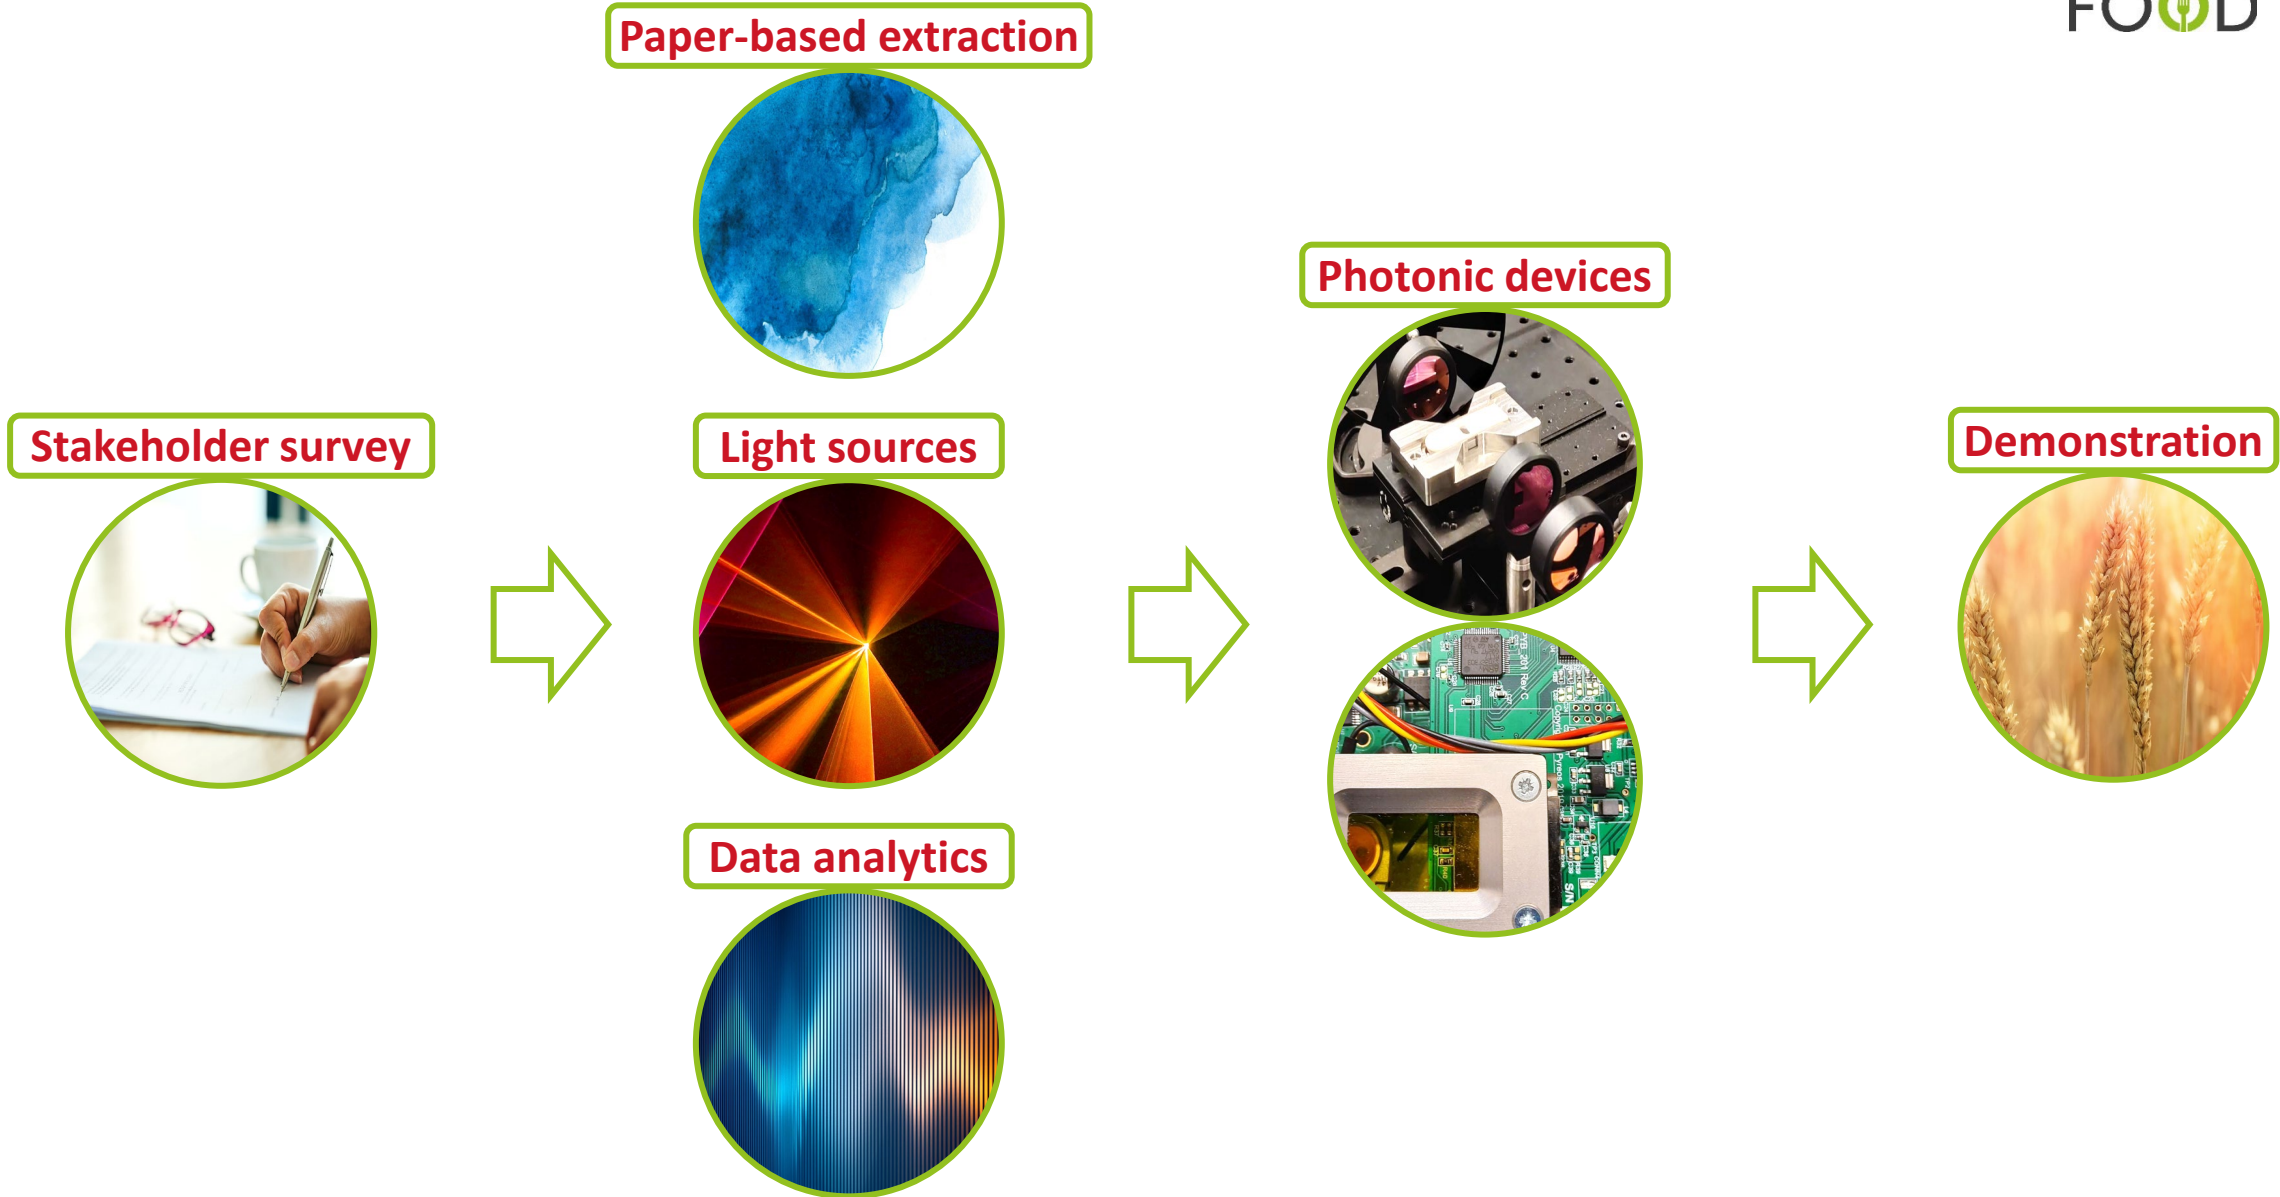 FOOD
Paper-based extraction
Photonic devices
Stakeholder survey
Light sources
Demonstration
Data analytics